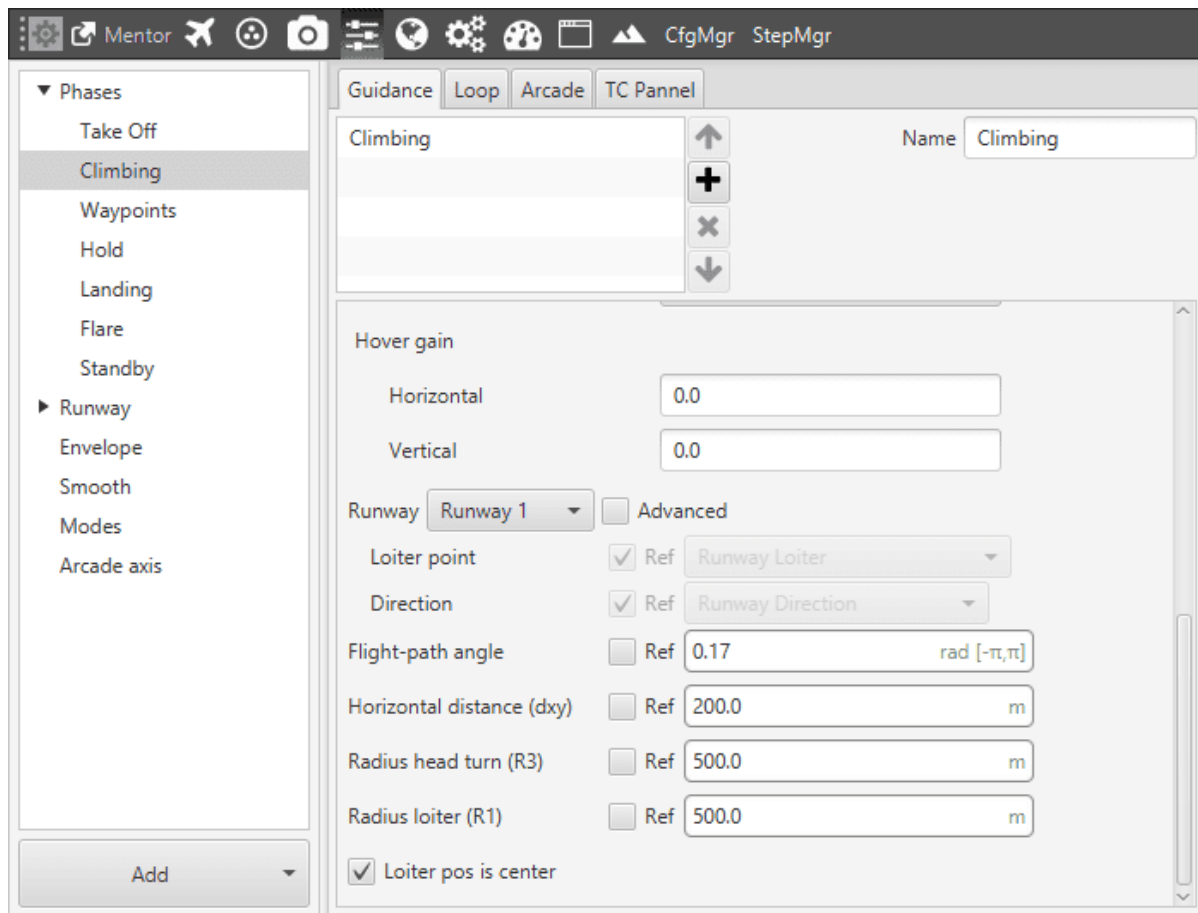 Mentor CfgMgr StepMgr
Phases
Take Off
Climbing
Waypoints
Hold
Landing
Flare
Standby
Runway
Envelope
Smooth
Modes
Arcade axis
Add
Guidance Loop Arcade TC Pannel
Climbing
Name Climbing
Hover gain
Horizontal 0.0
Vertical 0.0
Runway Runway 1 Advanced
Loiter point Ref Runway Loiter
Direction Ref Runway Direction
Flight-path angle Ref 0.17 rad [-π,π]
Horizontal distance (dxy) Ref 200.0 m
Radius head turn (R3) Ref 500.0 m
Radius loiter (R1) Ref 500.0 m
Loiter pos is center